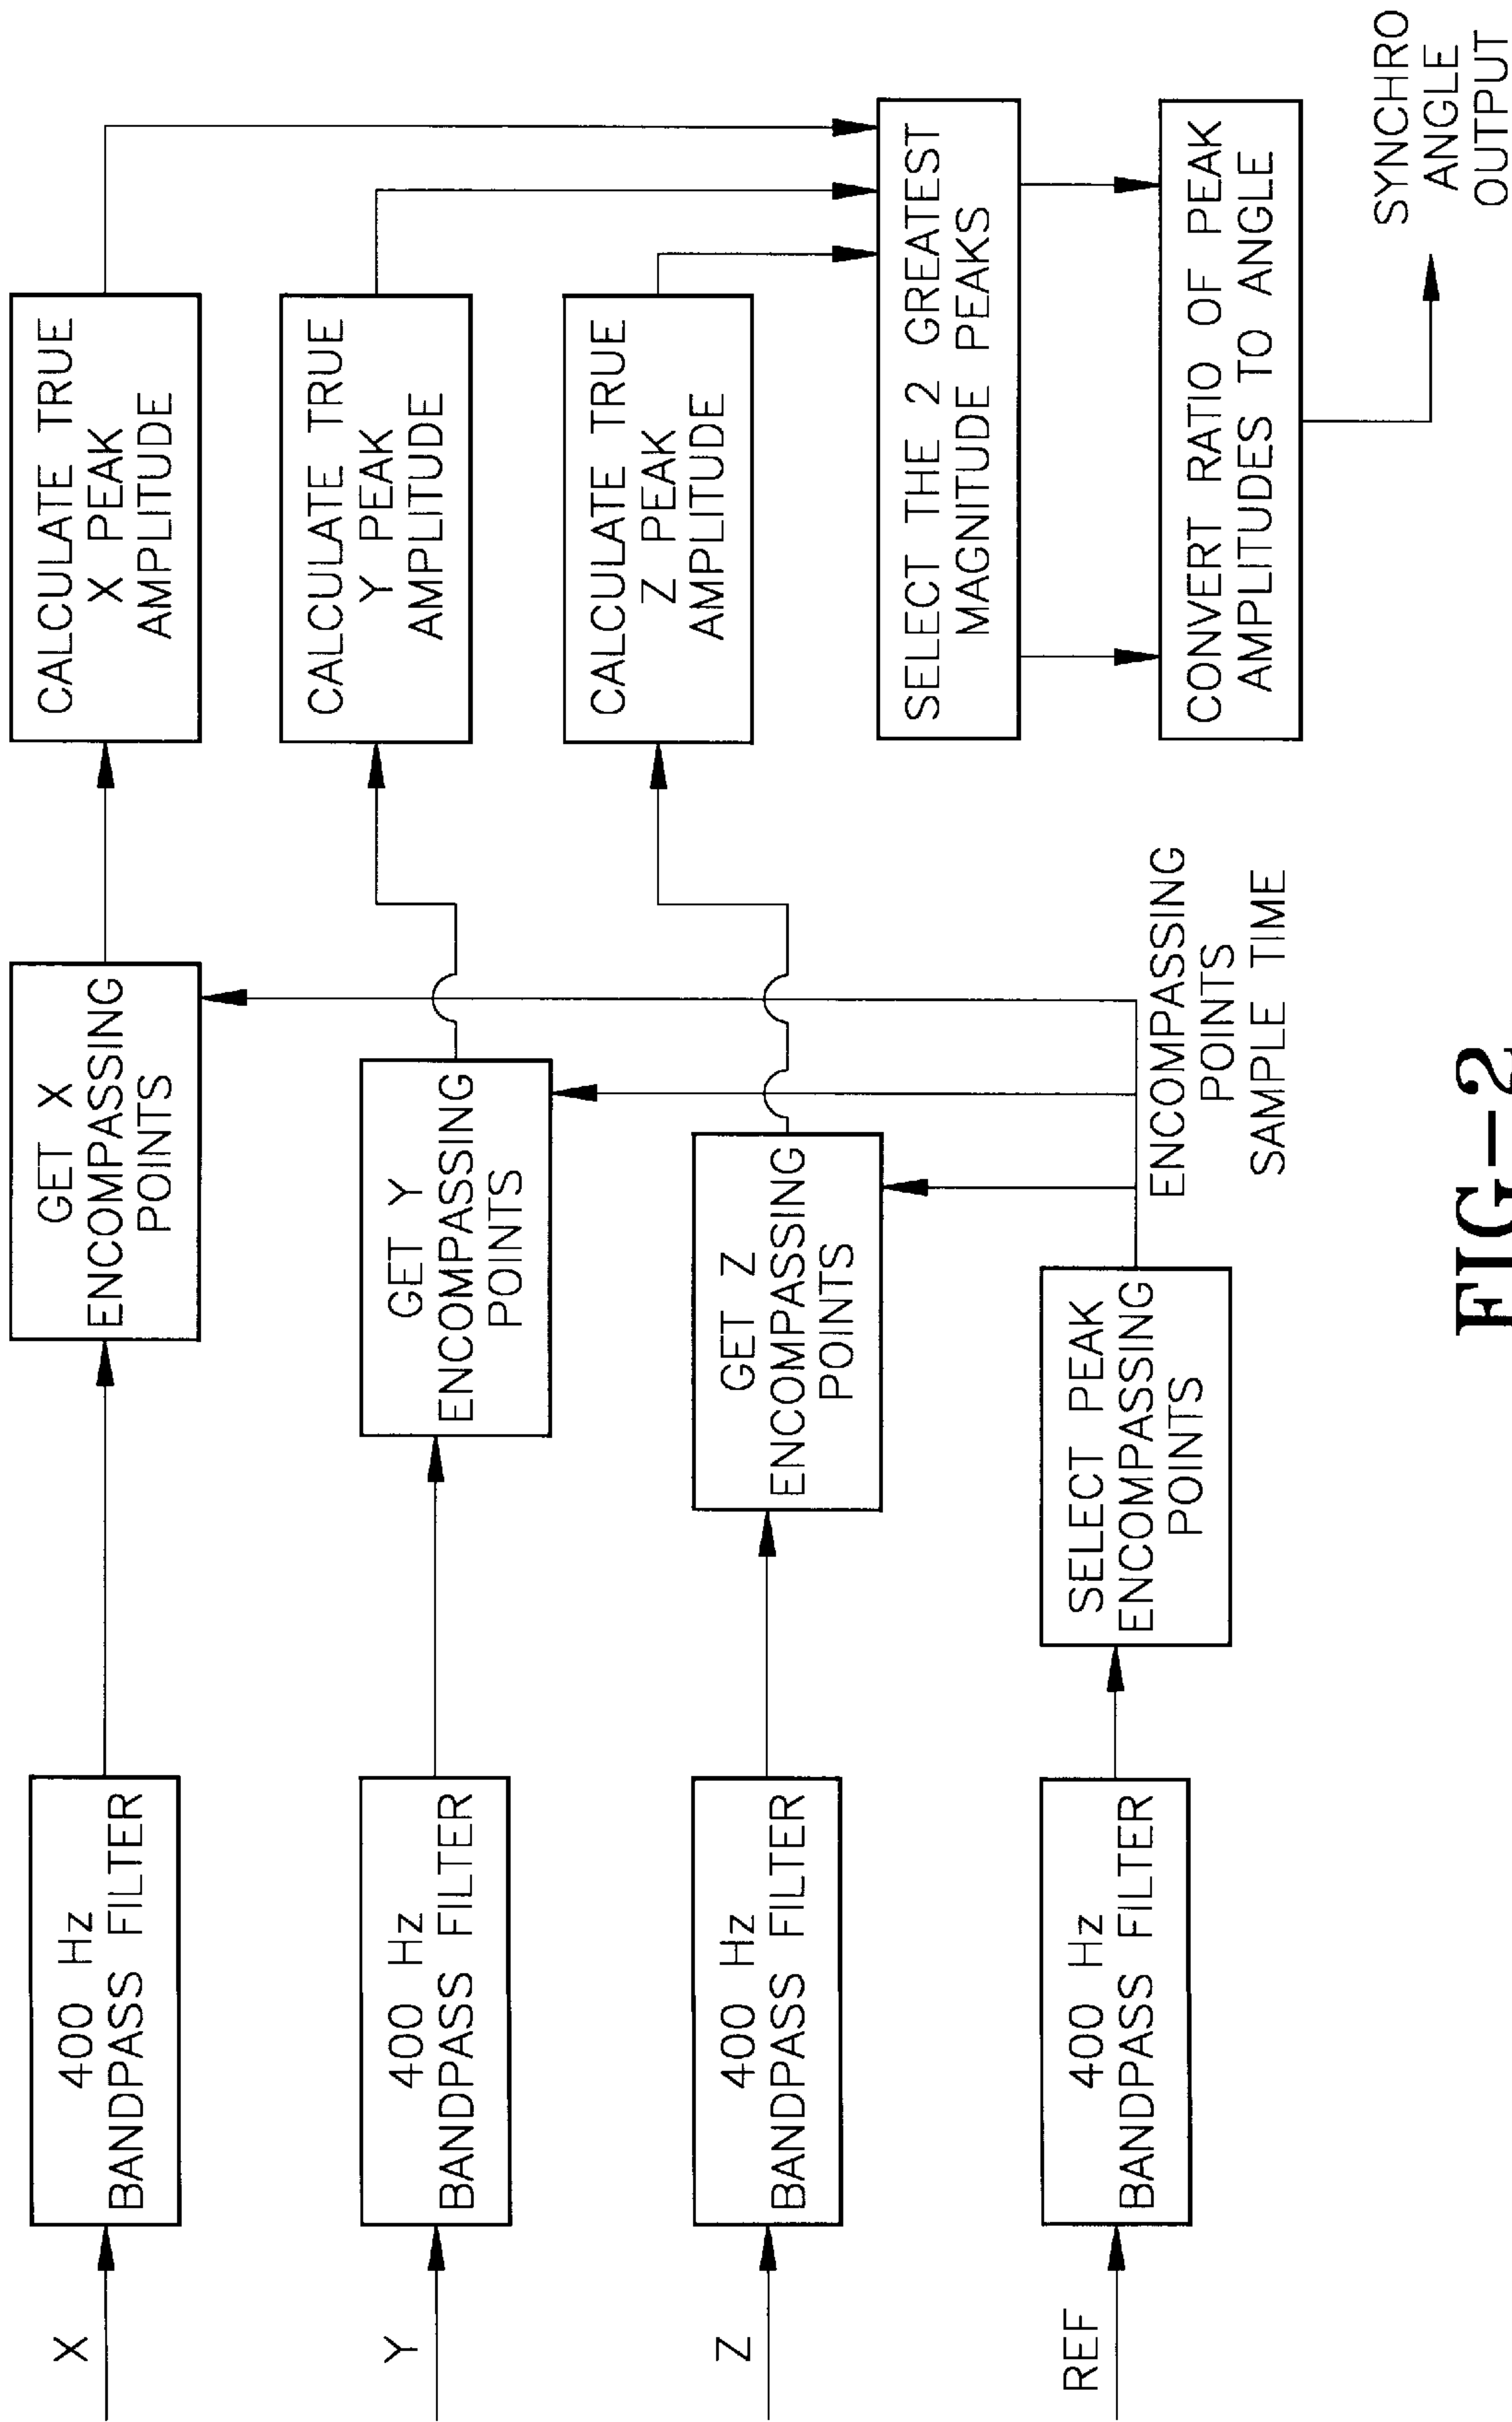 X
400 Hz
BANDPASS FILTER
GET X
ENCOMPASSING
POINTS
CALCULATE TRUE
X PEAK
AMPLITUDE
Y
400 Hz
BANDPASS FILTER
GET Y
ENCOMPASSING
POINTS
CALCULATE TRUE
Y PEAK
AMPLITUDE
Z
400 Hz
BANDPASS FILTER
GET Z
ENCOMPASSING
POINTS
CALCULATE TRUE
Z PEAK
AMPLITUDE
REF
400 Hz
BANDPASS FILTER
SELECT PEAK
ENCOMPASSING
POINTS
ENCOMPASSING
POINTS
SAMPLE TIME
SELECT THE 2 GREATEST
MAGNITUDE PEAKS
CONVERT RATIO OF PEAK
AMPLITUDES TO ANGLE
SYNCHRO
ANGLE
OUTPUT
FIG-2